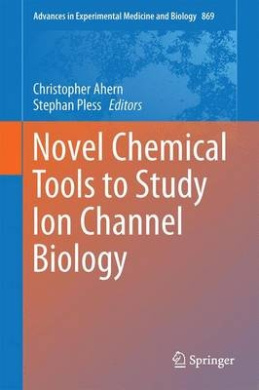 Advances in Experimental Medicine and Biology 869
Christopher Ahern
Stephan Pless Editors
Novel Chemical
Tools to Study
Ion Channel
Biology
Springer